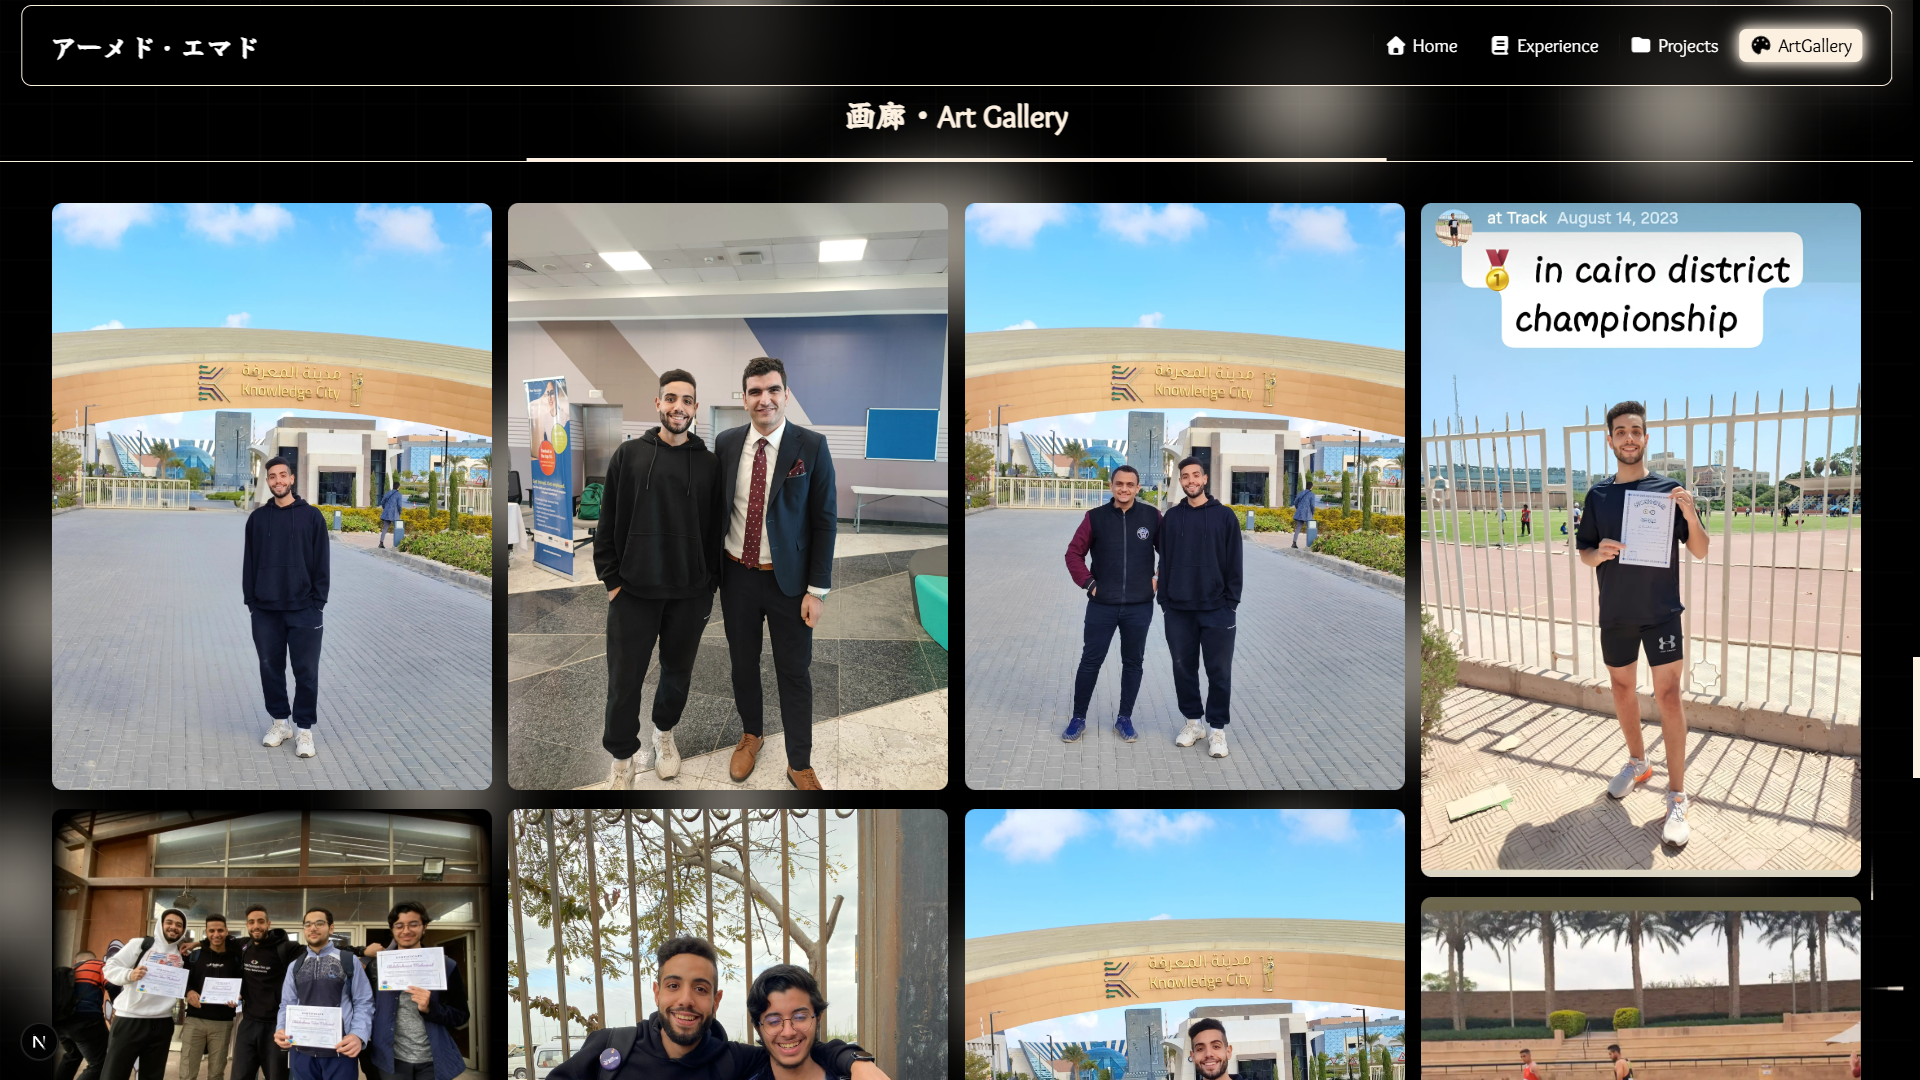 アーメド・エマド
Home
Experience
Projects
ArtGallery
画廊・Art Gallery
مدينة المعرفة
Knowledge City
مدينة المعرفة
Knowledge City
at Track August 14, 2023
🥇 in cairo district
championship
مدينة المعرفة
Knowledge City
N